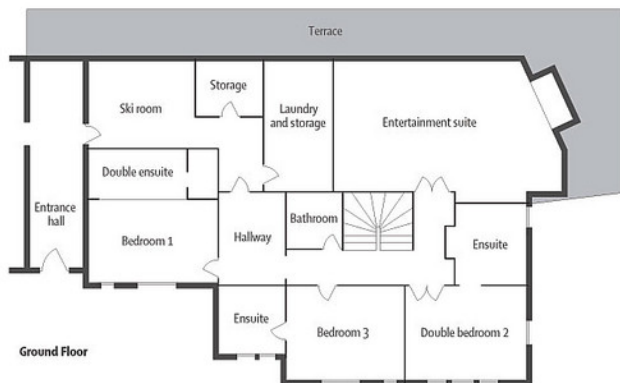 Terrace
Storage
Ski room
Laundry
and storage
Entertainment suite
Double ensuite
Entrance
hall
Bedroom 1
Hallway
Bathroom
Ensuite
Ensuite
Bedroom 3
Double bedroom 2
Ground Floor